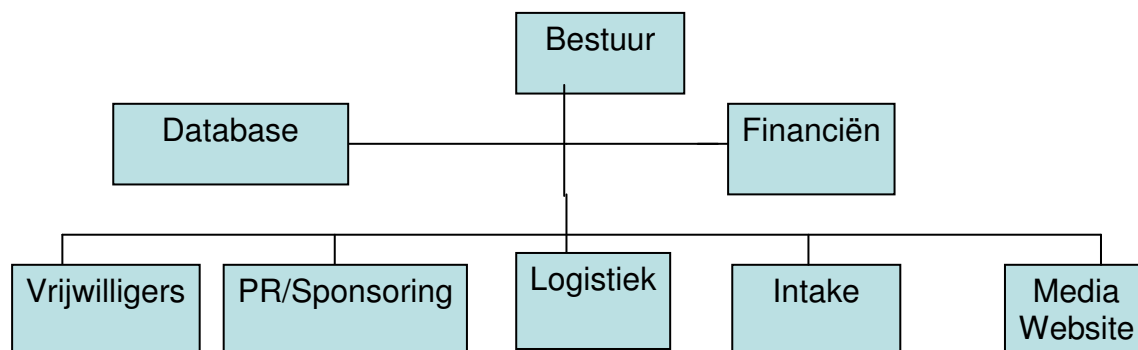 Bestuur
Database
Financiën
Vrijwilligers
PR/Sponsoring
Logistiek
Intake
Media
Website